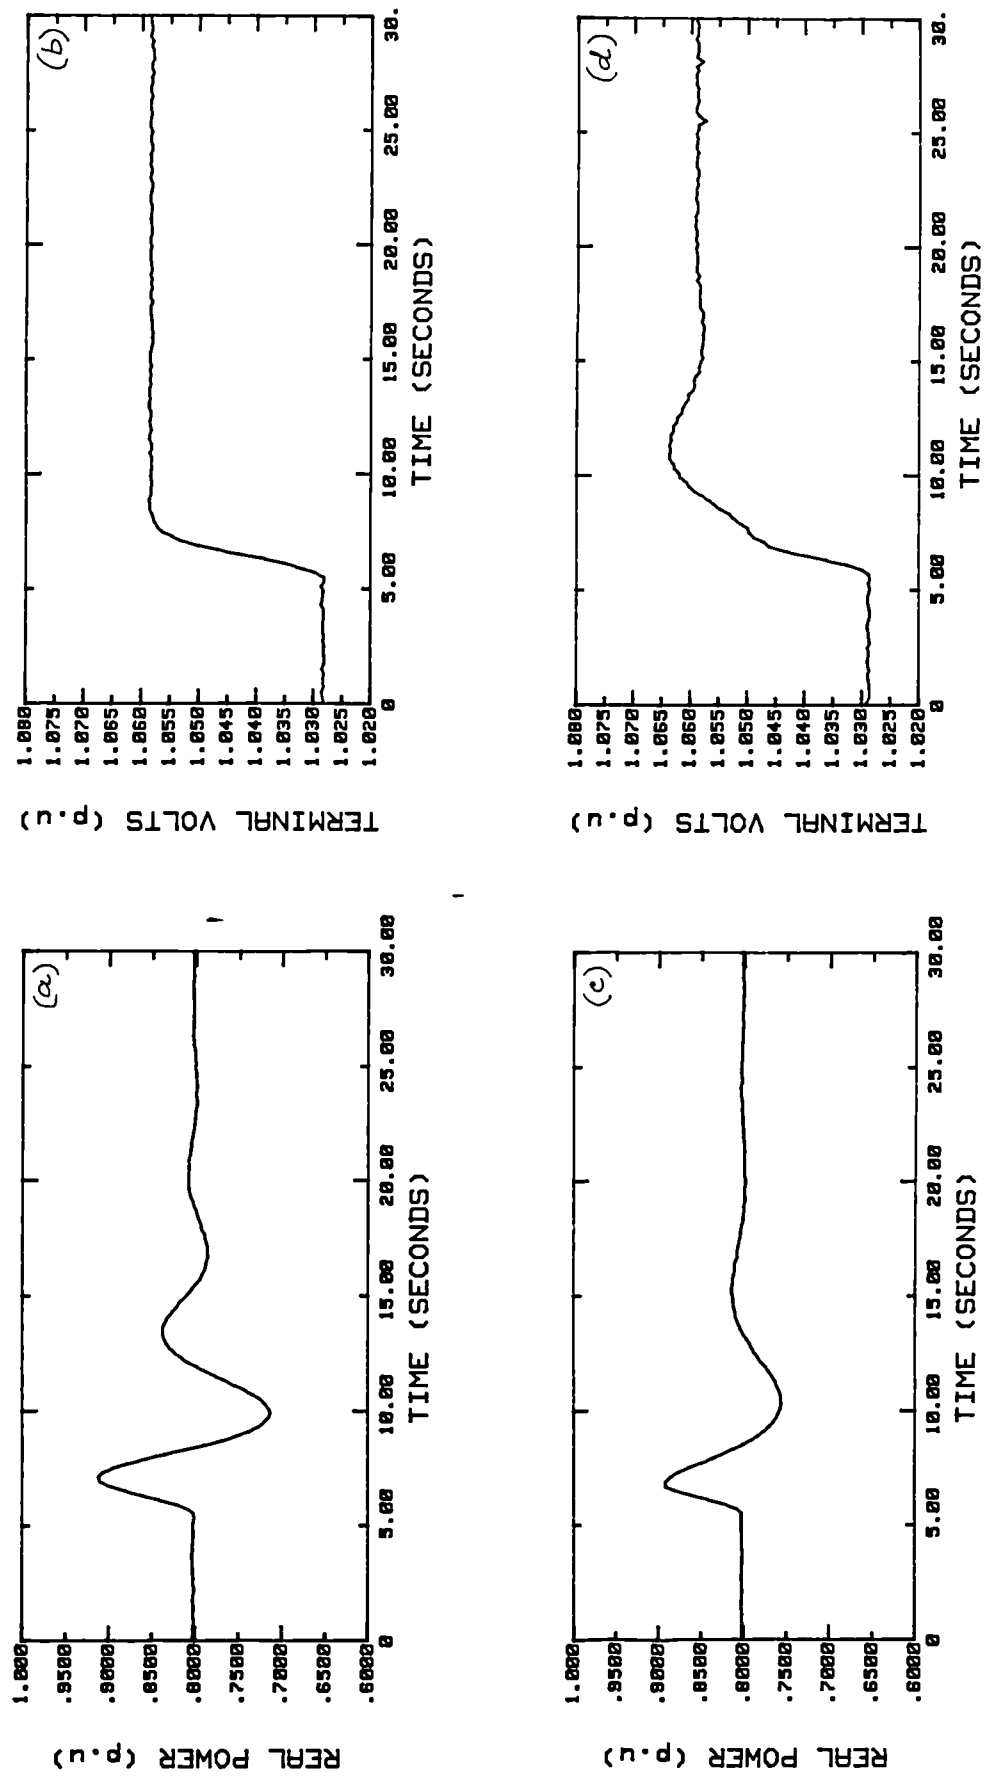 (a)
REAL POWER (p.u)
1.000
.9500
.9000
.8500
.8000
.7500
.7000
.6500
.6000
0 5.00 10.00 15.00 20.00 25.00 30.00
TIME (SECONDS)
(b)
TERMINAL VOLTS (p.u)
1.080
1.075
1.070
1.065
1.060
1.055
1.050
1.045
1.040
1.035
1.030
1.025
1.020
0 5.00 10.00 15.00 20.00 25.00 30.
TIME (SECONDS)
(c)
REAL POWER (p.u)
1.000
.9500
.9000
.8500
.8000
.7500
.7000
.6500
.6000
0 5.00 10.00 15.00 20.00 25.00 30.00
TIME (SECONDS)
(d)
TERMINAL VOLTS (p.u)
1.080
1.075
1.070
1.065
1.060
1.055
1.050
1.045
1.040
1.035
1.030
1.025
1.020
0 5.00 10.00 15.00 20.00 25.00 30.
TIME (SECONDS)